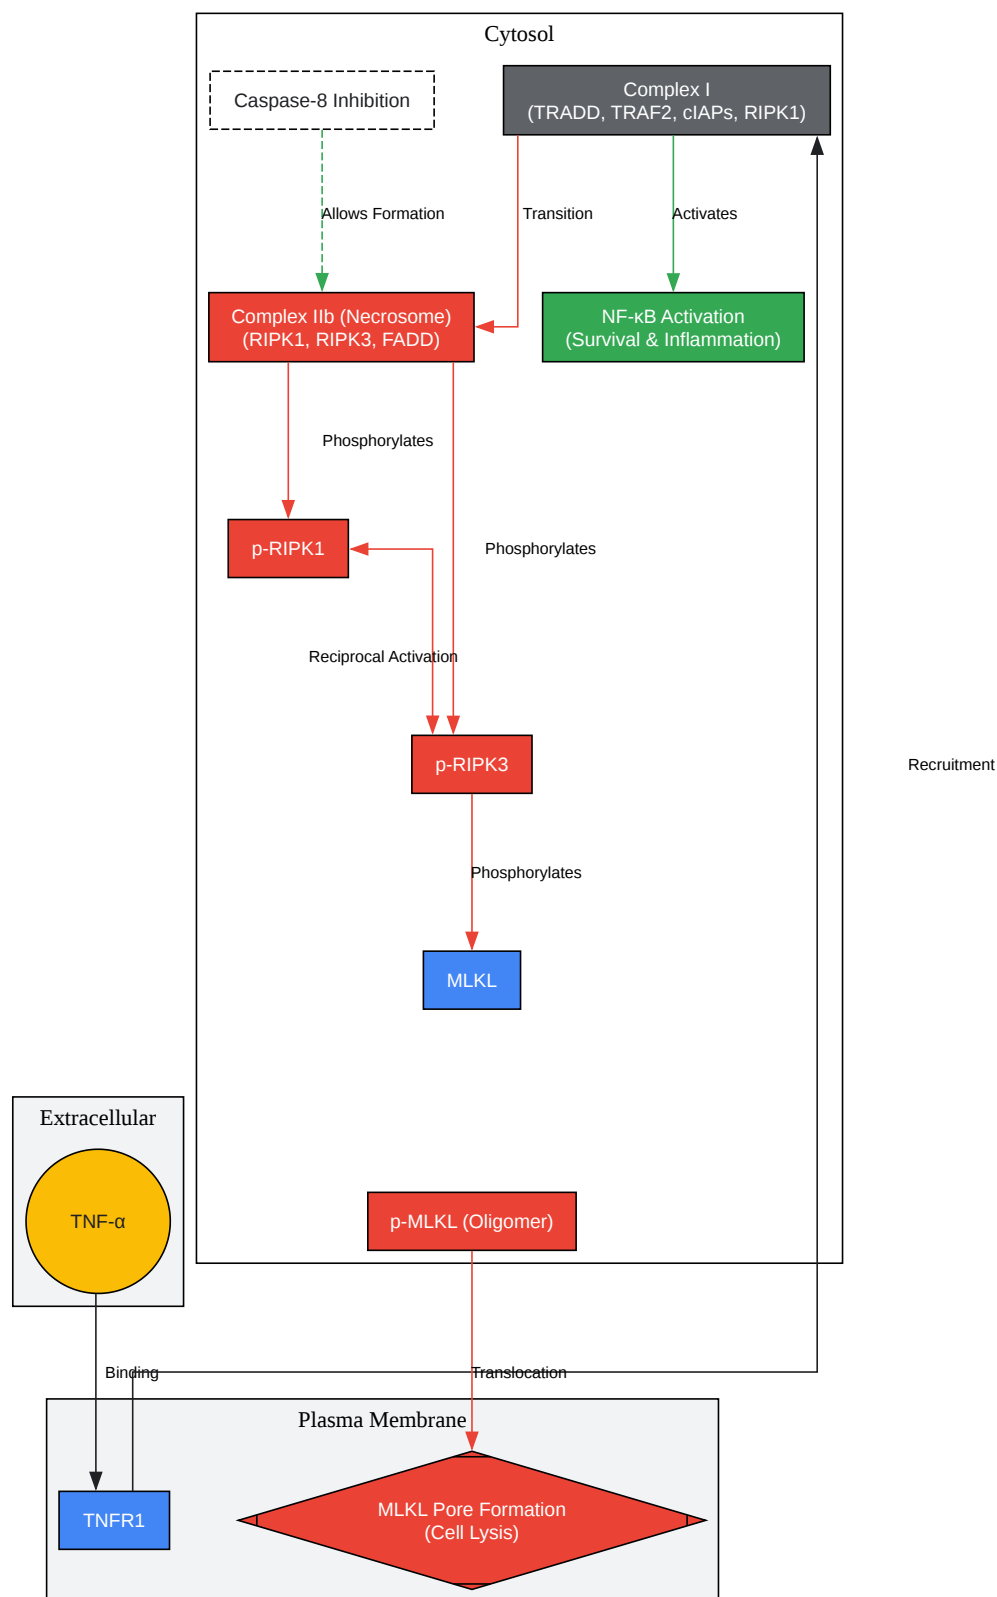 Cytosol
Caspase-8 Inhibition
Complex I
(TRADD, TRAF2, cIAPs, RIPK1)
Allows Formation
Transition
Activates
Complex IIb (Necrosome)
(RIPK1, RIPK3, FADD)
NF-κB Activation
(Survival & Inflammation)
Phosphorylates
p-RIPK1
Phosphorylates
Reciprocal Activation
p-RIPK3
Recruitment
Phosphorylates
MLKL
Extracellular
TNF-α
p-MLKL (Oligomer)
Binding
Translocation
Plasma Membrane
TNFR1
MLKL Pore Formation
(Cell Lysis)